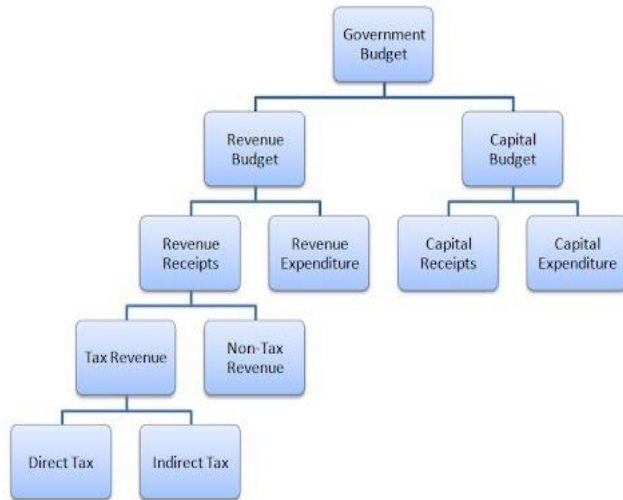 Government
Budget
Revenue
Budget
Capital
Budget
Revenue
Receipts
Revenue
Expenditure
Capital
Receipts
Capital
Expenditure
Tax Revenue
Non-Tax
Revenue
Direct Tax
Indirect Tax